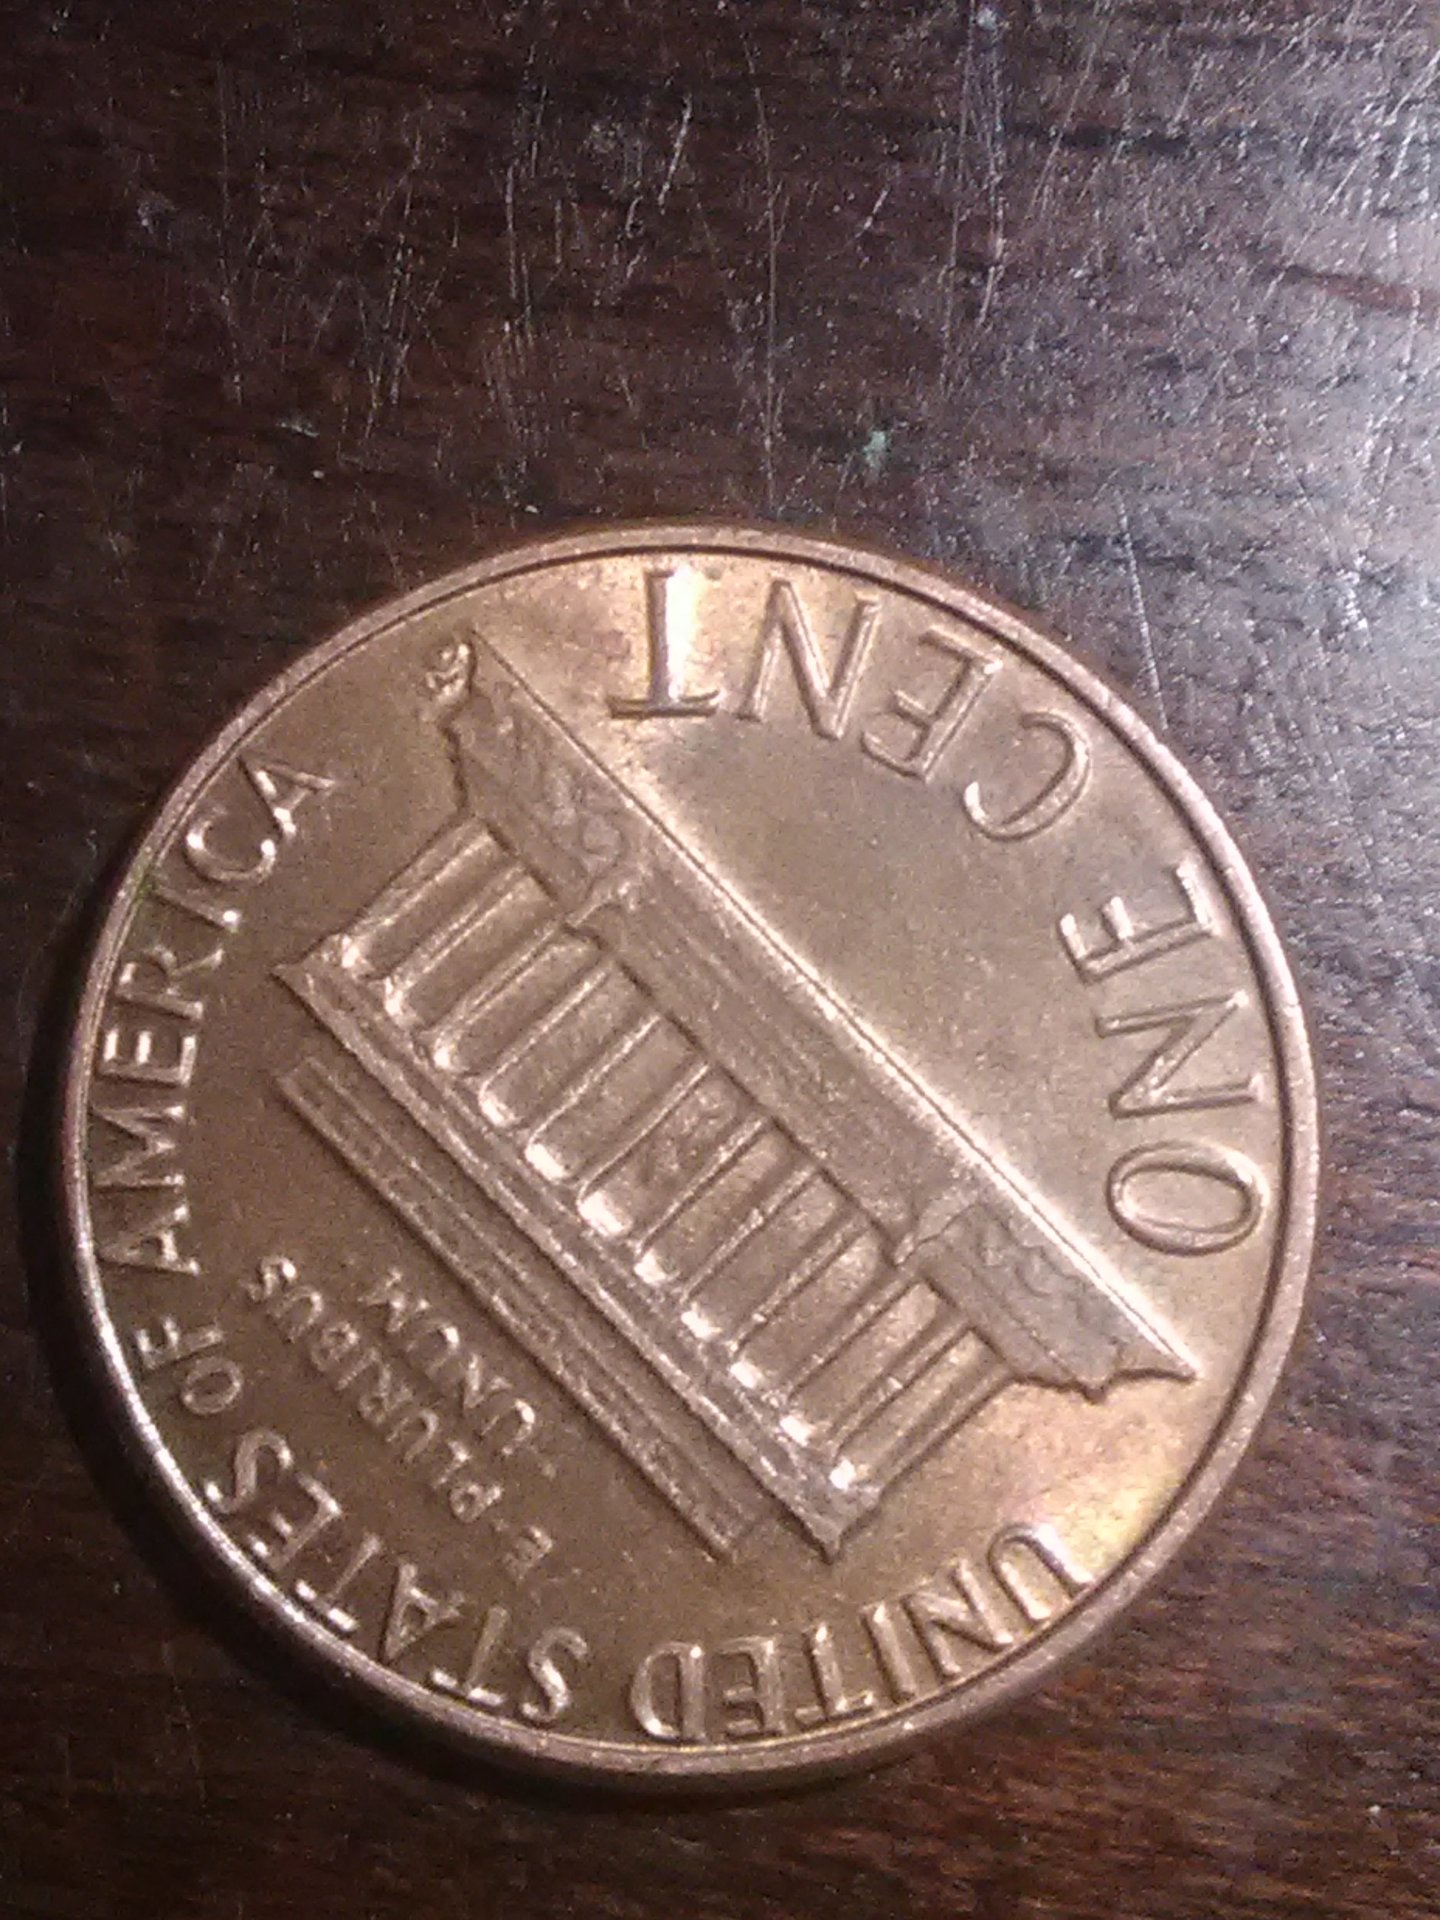 UNITED STATES OF AMERICA
E·PLURIBUS
UNUM
ONE CENT